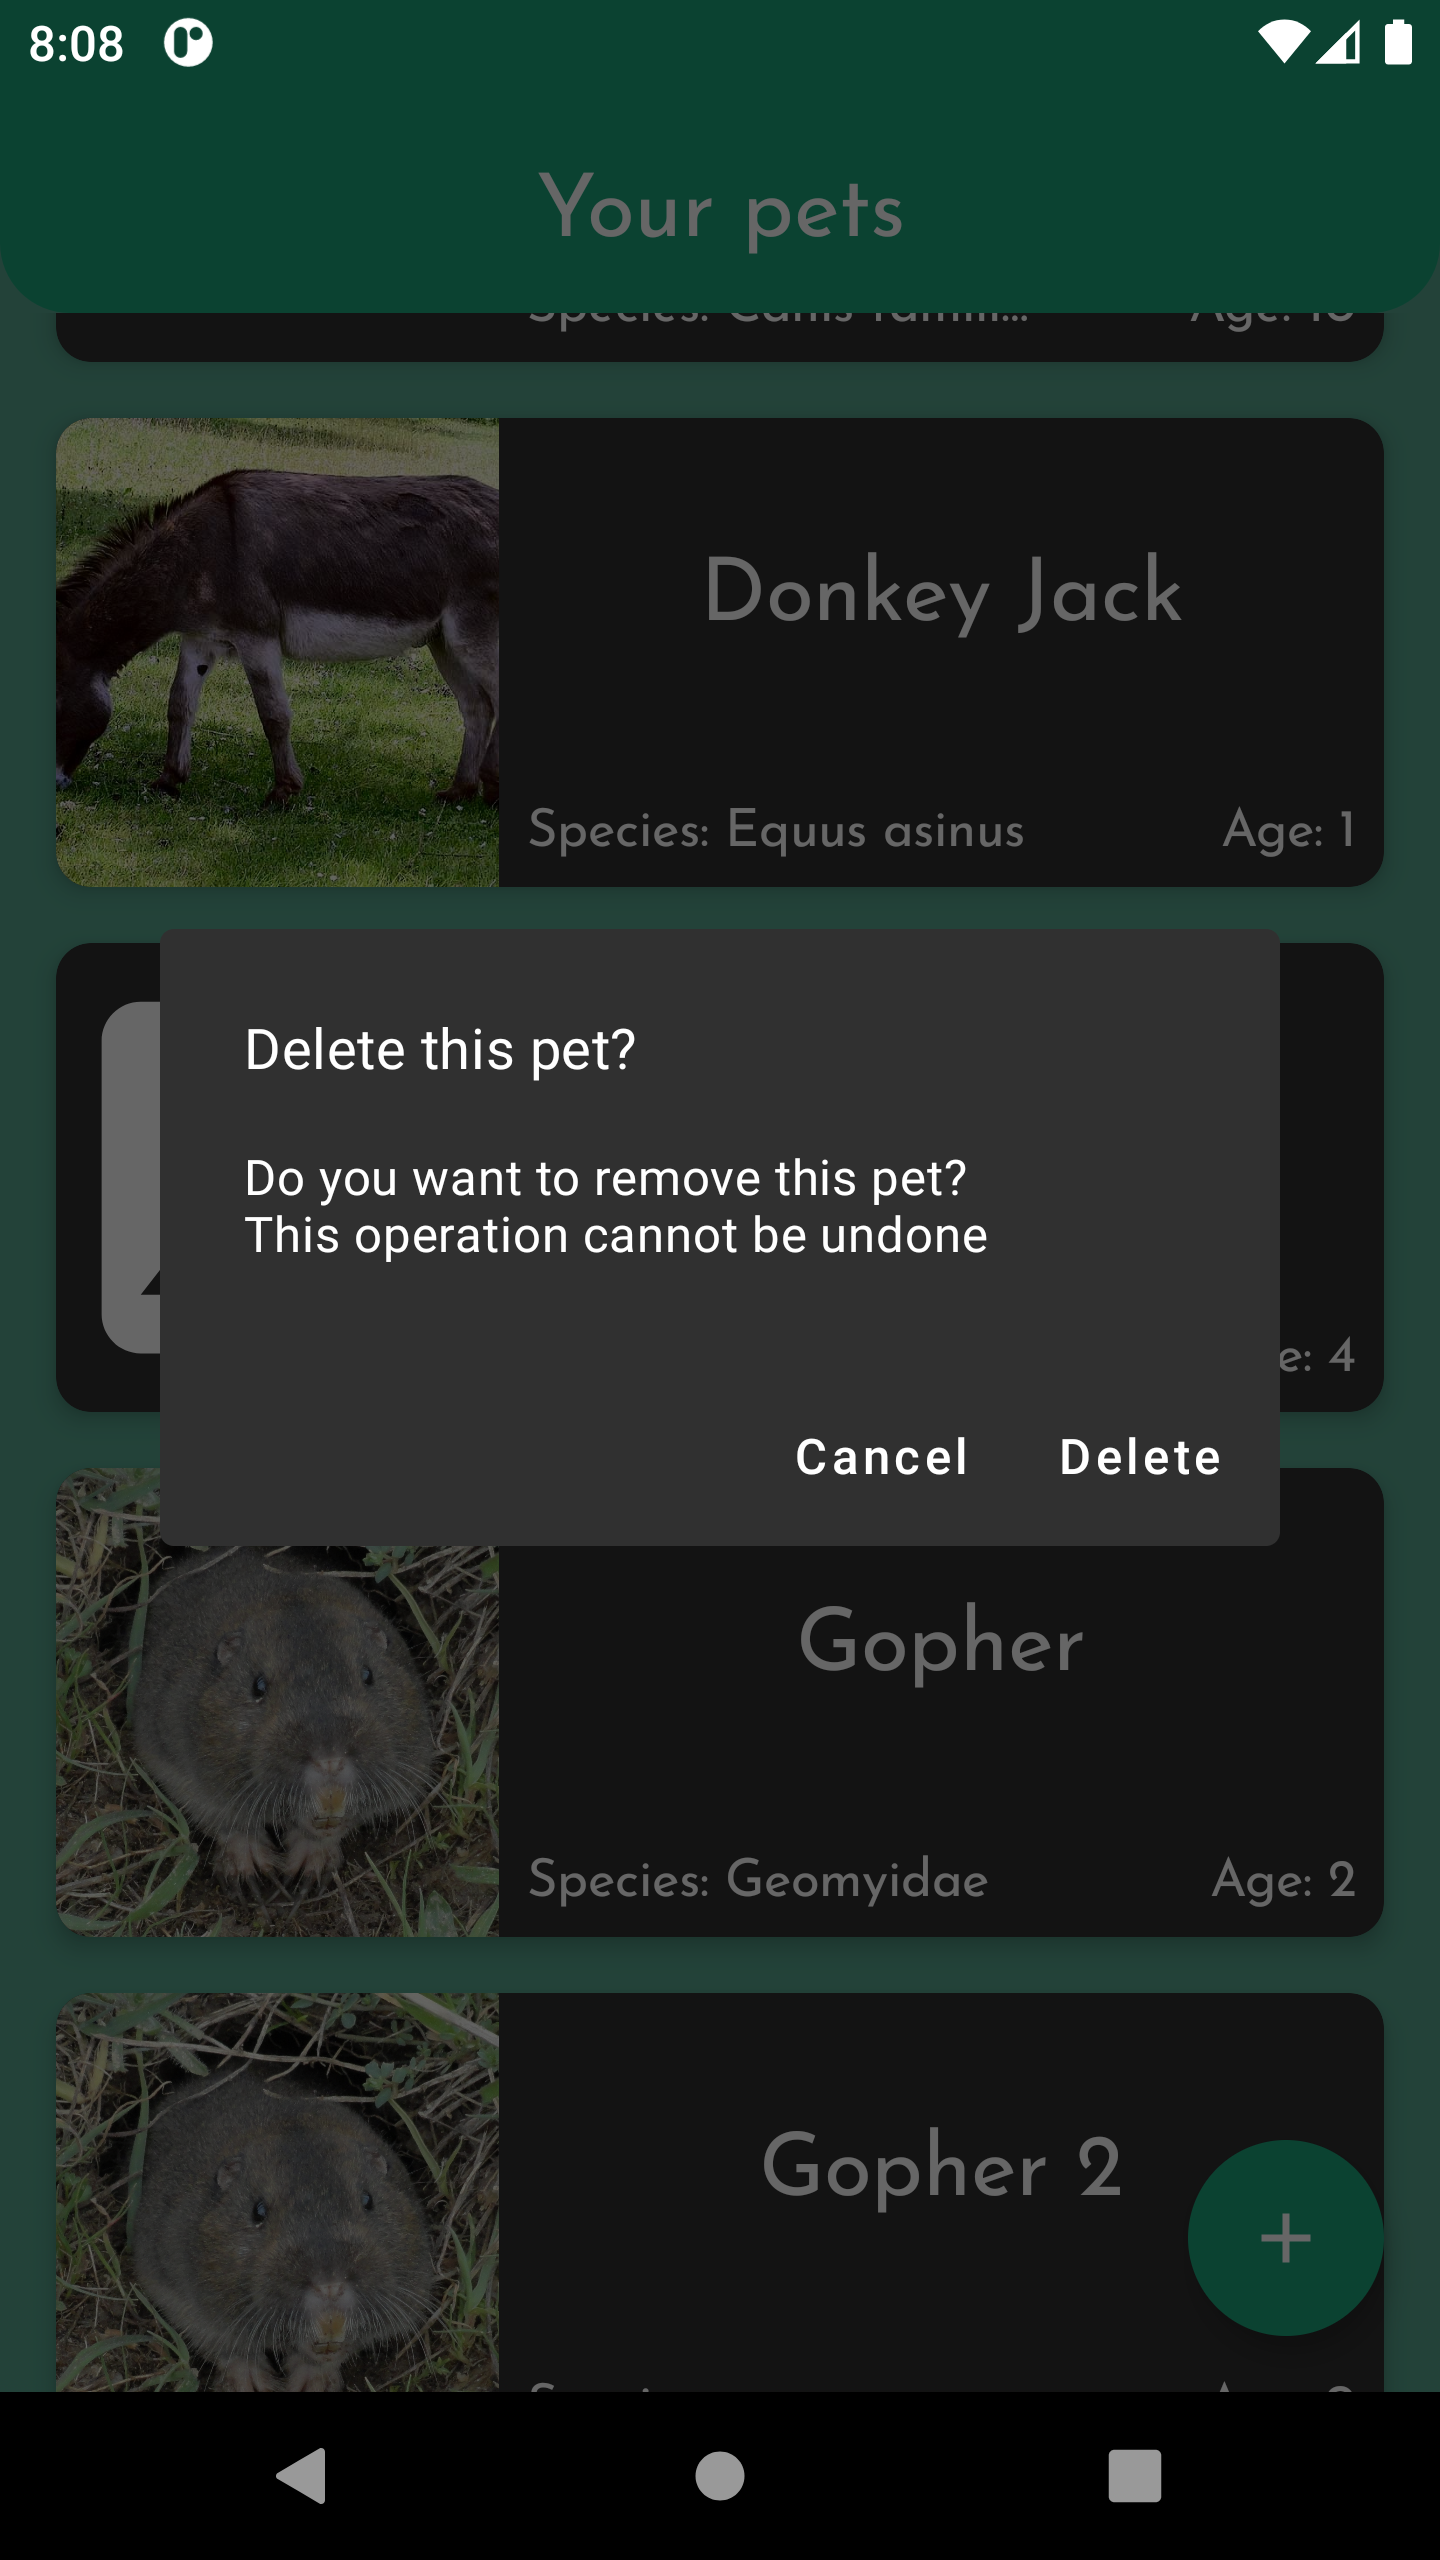 8:08
Your pets
Species: Canis famili... Age: 10
Donkey Jack
Species: Equus asinus Age: 1
Delete this pet?
Do you want to remove this pet?
This operation cannot be undone
e: 4
Cancel Delete
Gopher
Species: Geomyidae Age: 2
Gopher 2